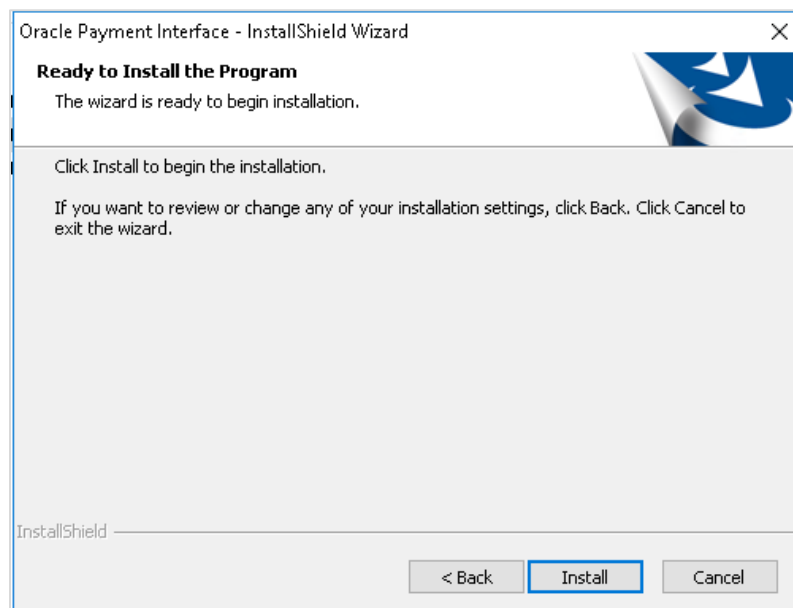 Oracle Payment Interface - InstallShield Wizard
Ready to Install the Program
The wizard is ready to begin installation.
Click Install to begin the installation.
If you want to review or change any of your installation settings, click Back. Click Cancel to
exit the wizard.
InstallShield
< Back
Install
Cancel